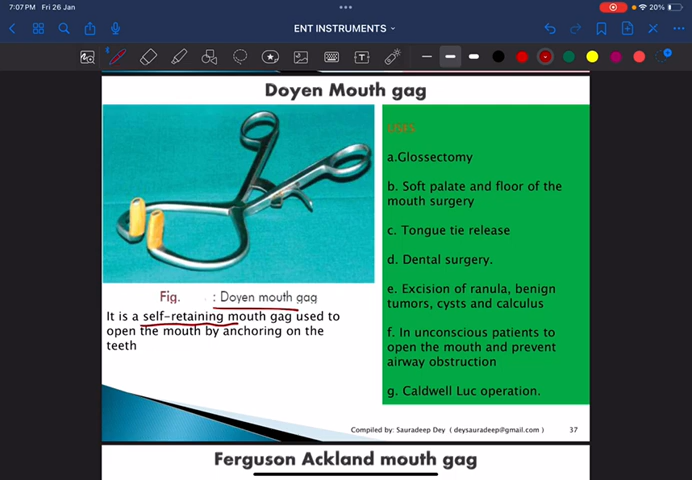 7:07 PM Fri 26 Jan
20%
ENT INSTRUMENTS
T
Doyen Mouth gag
USES
a.Glossectomy
b. Soft palate and floor of the
mouth surgery
c. Tongue tie release
d. Dental surgery.
e. Excision of ranula, benign
tumors, cysts and calculus
f. In unconscious patients to
open the mouth and prevent
airway obstruction
g. Caldwell Luc operation.
Fig. : Doyen mouth gag
It is a self-retaining mouth gag used to
open the mouth by anchoring on the
teeth
Compiled by: Sauradeep Dey ( deysauradeep@gmail.com ) 37
Ferguson Ackland mouth gag